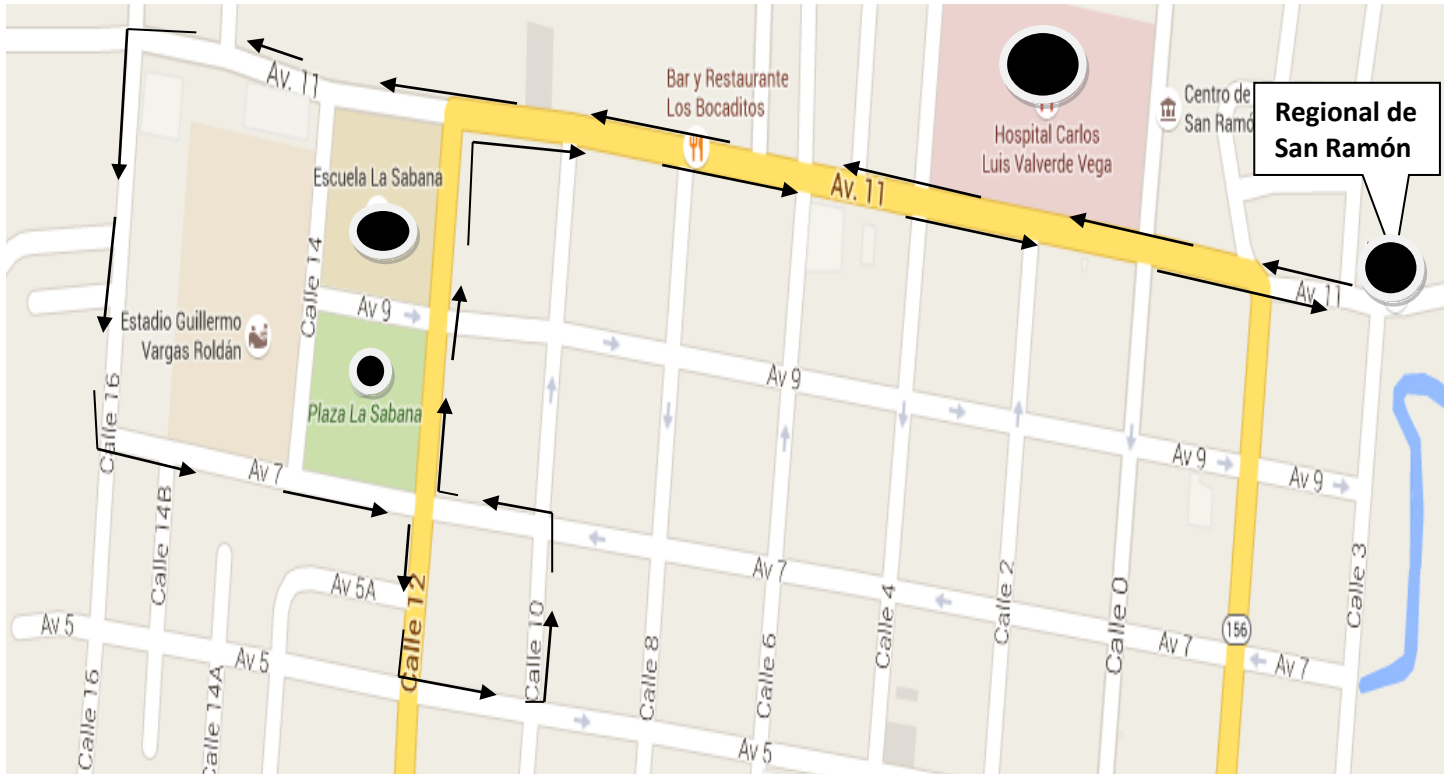 Av. 11
Bar y Restaurante
Los Bocaditos
Hospital Carlos
Luis Valverde Vega
Centro de
San Ramó
Regional de
San Ramón
Escuela La Sabana
Av. 11
Av. 11
Calle 14
Av 9
Estadio Guillermo
Vargas Roldán
Plaza La Sabana
Av 9
Calle 16
Av 7
Av 9
Av 9
Calle 14B
Av 5A
Calle 12
Av 7
Calle 10
Calle 8
Calle 6
Calle 4
Calle 2
Calle 0
156
Calle 3
Av 7
Av 7
Av 5
Av 5
Calle 16
Calle 14A
Av 5